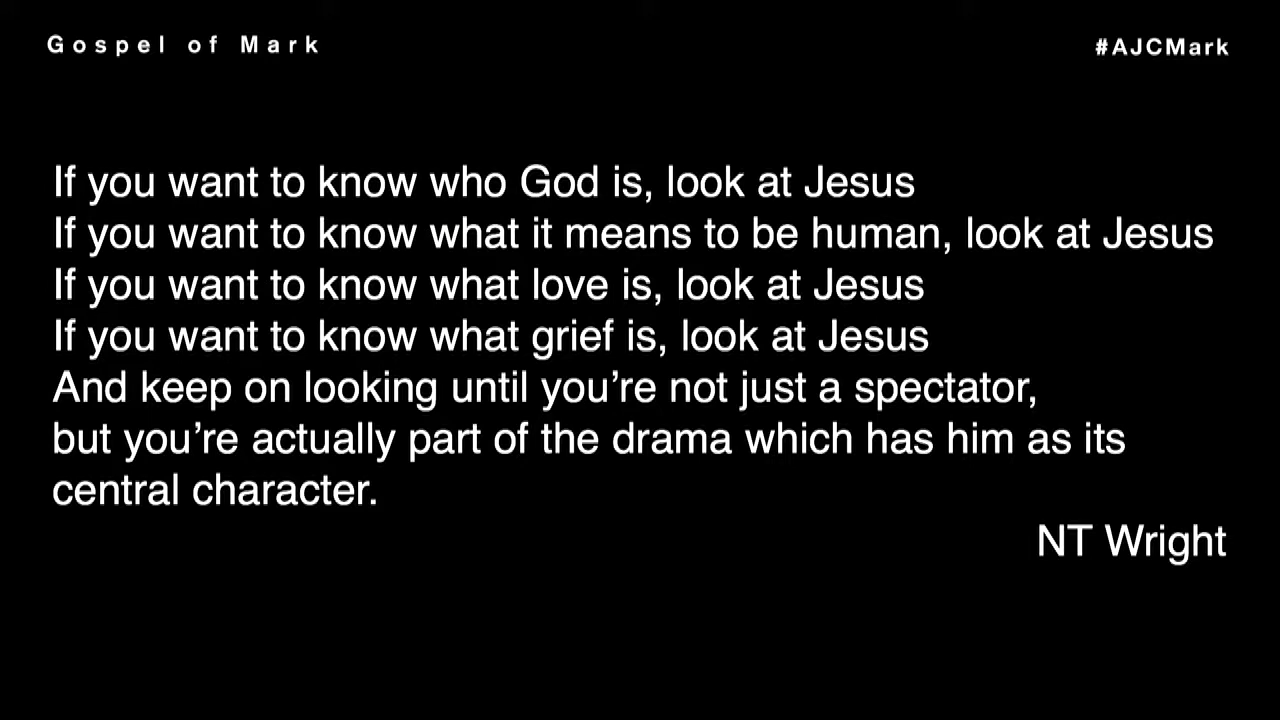 Gospel of Mark
#AJCMark
If you want to know who God is, look at Jesus
If you want to know what it means to be human, look at Jesus
If you want to know what love is, look at Jesus
If you want to know what grief is, look at Jesus
And keep on looking until you’re not just a spectator,
but you’re actually part of the drama which has him as its
central character.
NT Wright